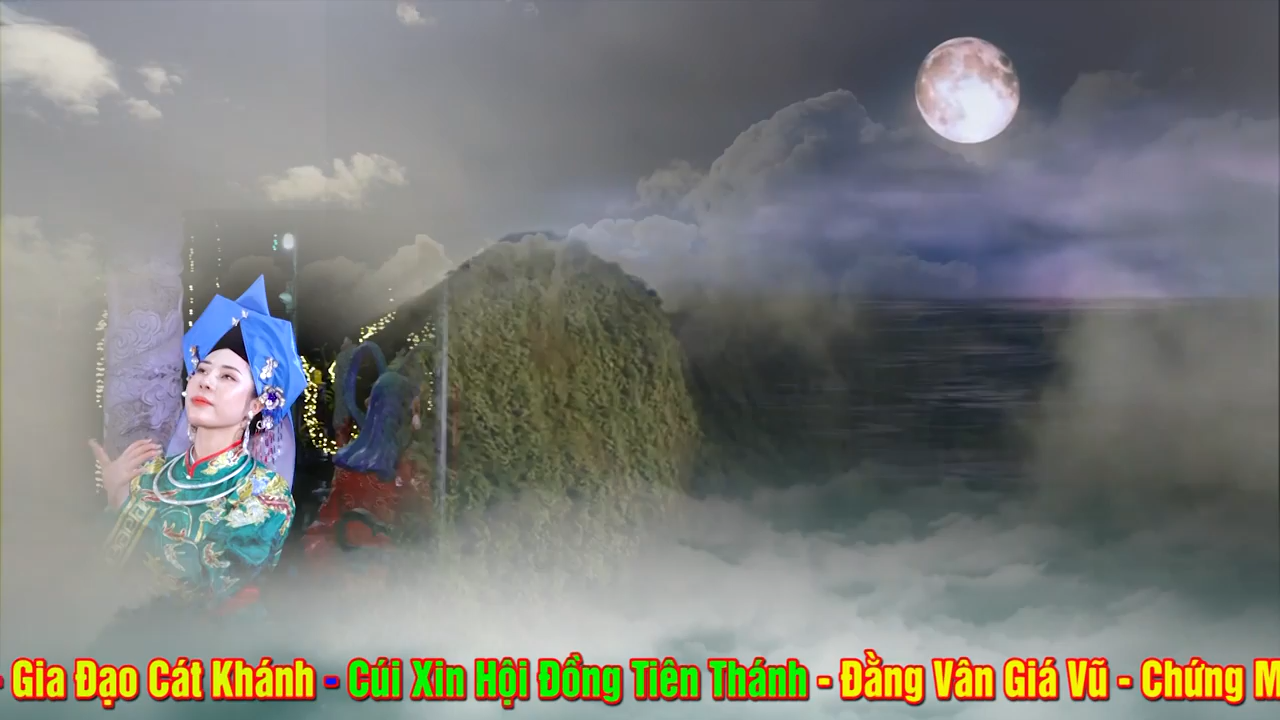 - Gia Đạo Cát Khánh - Cúi Xin Hội Đồng Tiên Thánh - Đằng Vân Giá Vũ - Chứng M